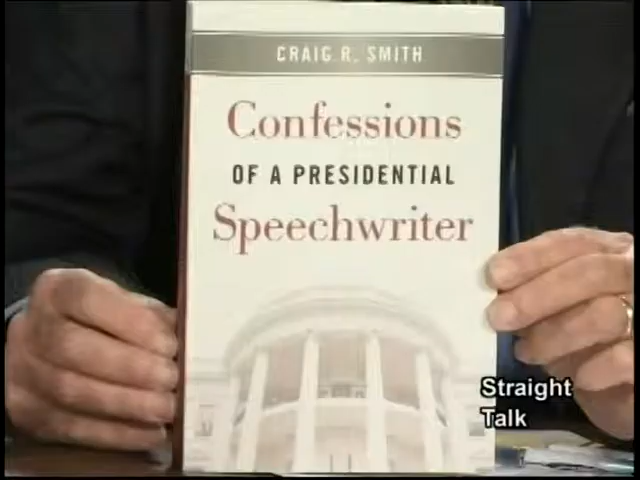 CRAIG R. SMITH
Confessions
OF A PRESIDENTIAL
Speechwriter
Straight
Talk